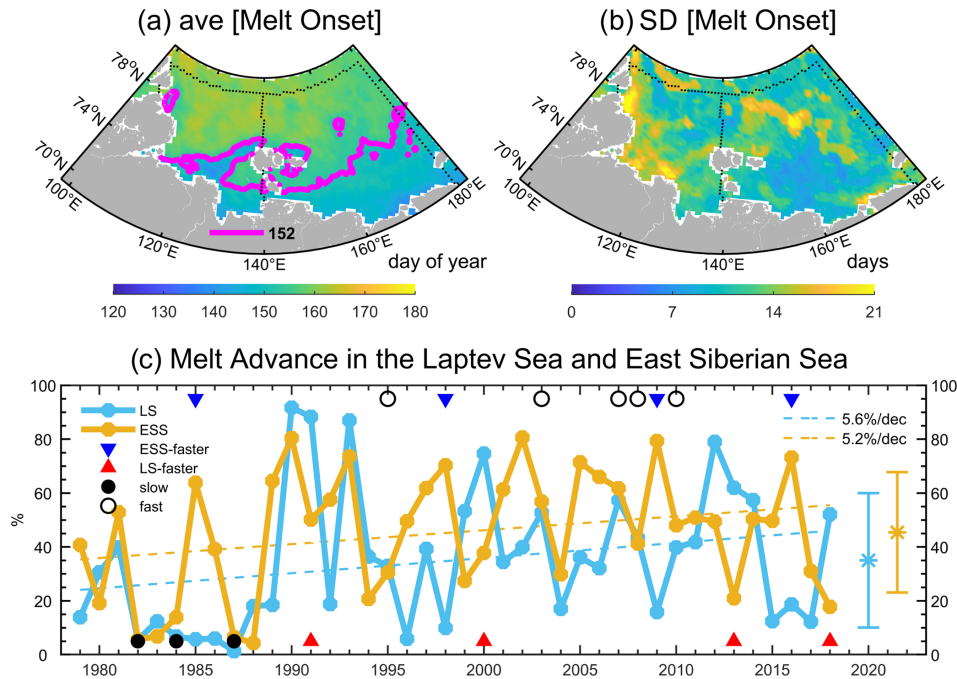 (a) ave [Melt Onset]
(b) SD [Melt Onset]
78°N
74°N
70°N
100°E
120°E
140°E
160°E
180°E
152
day of year
120 130 140 150 160 170 180
78°N
74°N
70°N
100°E
120°E
140°E
160°E
180°E
days
0 7 14 21
(c) Melt Advance in the Laptev Sea and East Siberian Sea
%
100
80
60
40
20
0
LS
ESS
ESS-faster
LS-faster
slow
fast
5.6%/dec
5.2%/dec
100
80
60
40
20
0
1980 1985 1990 1995 2000 2005 2010 2015 2020